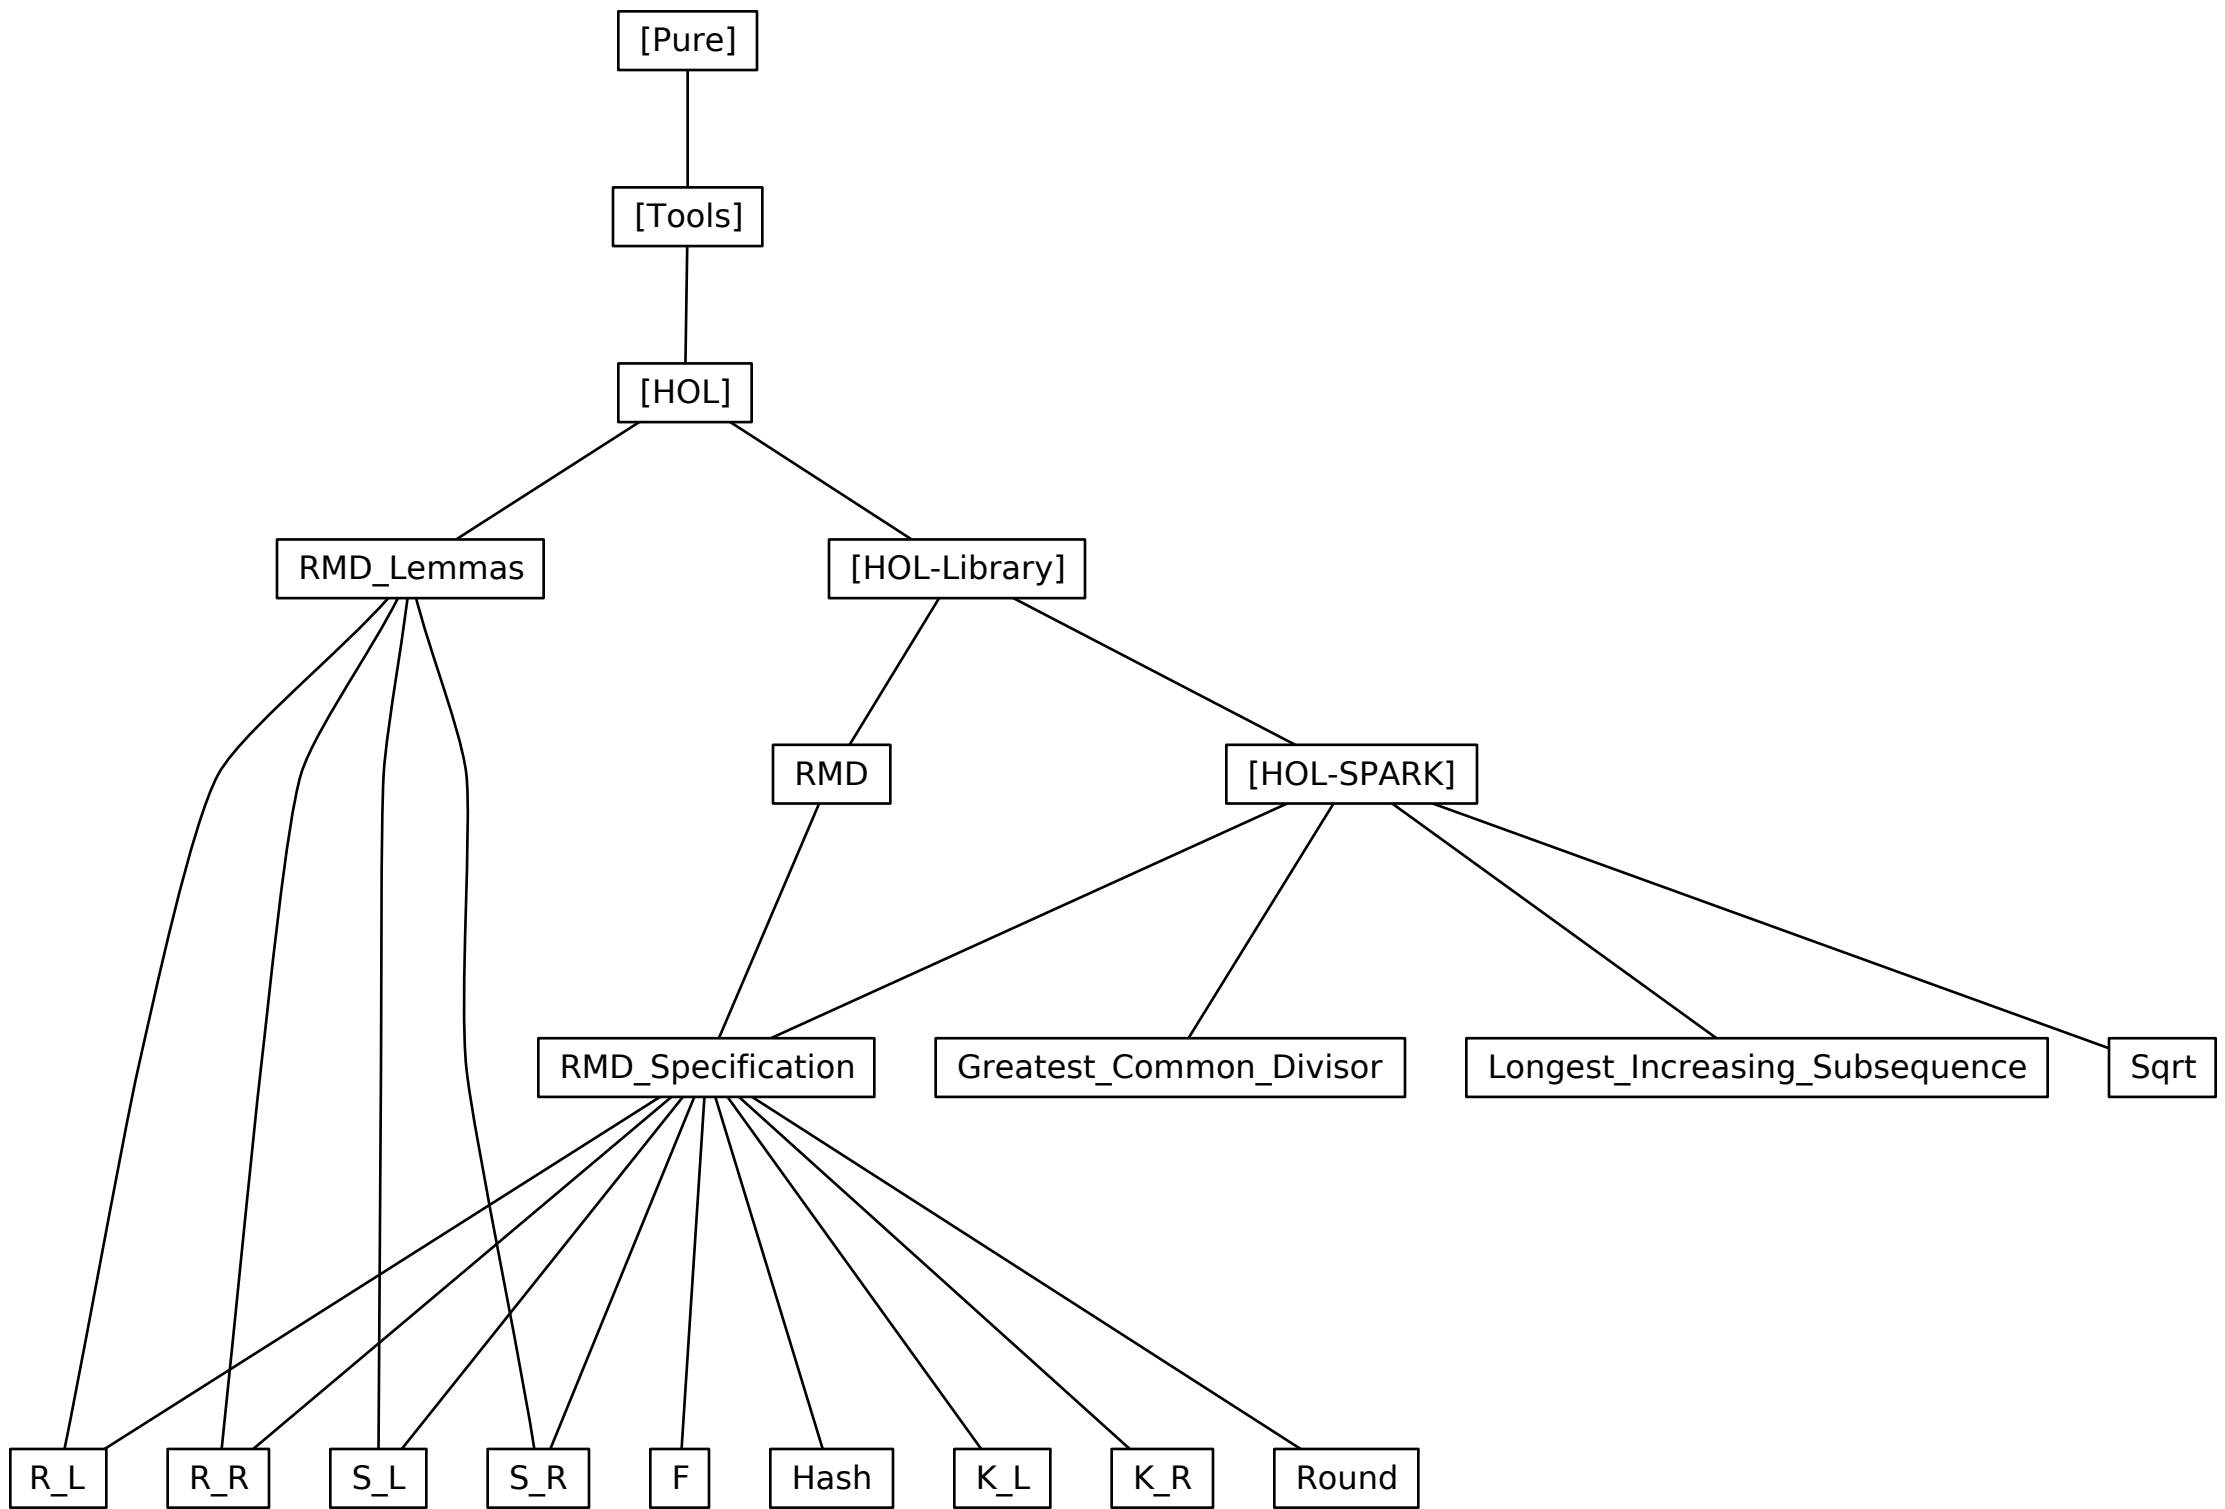 [Pure]
[Tools]
[HOL]
RMD_Lemmas
[HOL-Library]
RMD
[HOL-SPARK]
RMD_Specification
Greatest_Common_Divisor
Longest_Increasing_Subsequence
Sqrt
R_L
R_R
S_L
S_R
F
Hash
K_L
K_R
Round